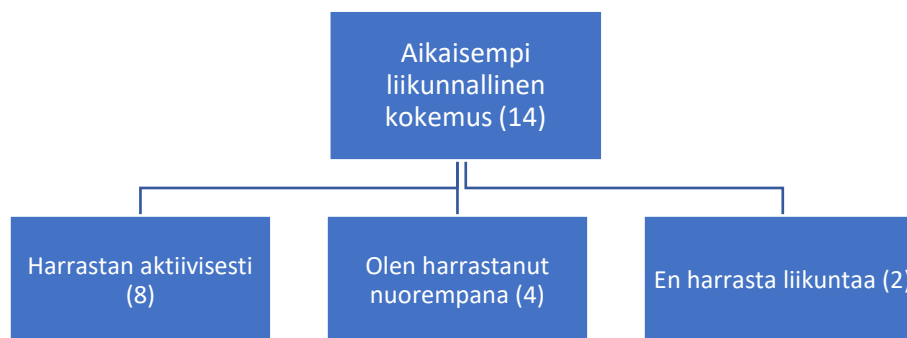 Aikaisempi
liikunnallinen
kokemus (14)
Harrastan aktiivisesti
(8)
Olen harrastanut
nuorempana (4)
En harrasta liikuntaa (2)